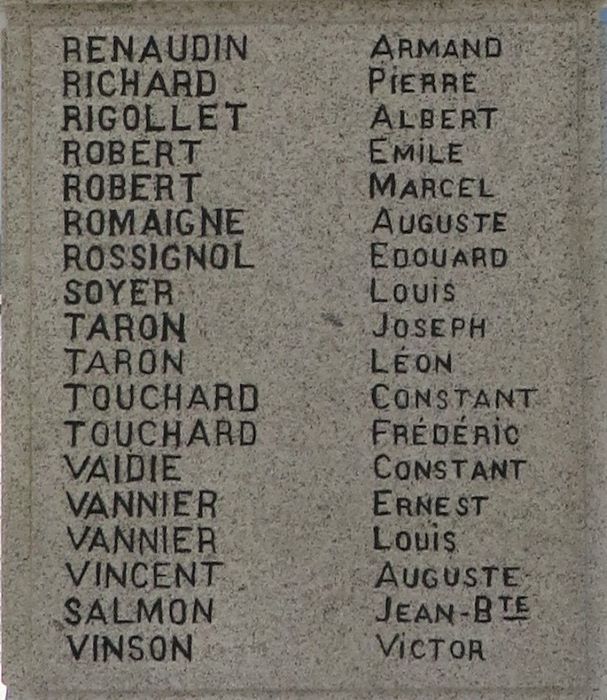 RENAUDIN ARMAND
RICHARD PIERRE
RIGOLLET ALBERT
ROBERT EMILE
ROBERT MARCEL
ROMAIGNE AUGUSTE
ROSSIGNOL EDOUARD
SOYER LOUIS
TARON JOSEPH
TARON LÉON
TOUCHARD CONSTANT
TOUCHARD FRÉDÉRIC
VAIDIE CONSTANT
VANNIER ERNEST
VANNIER LOUIS
VINCENT AUGUSTE
SALMON JEAN-BTE
VINSON VICTOR